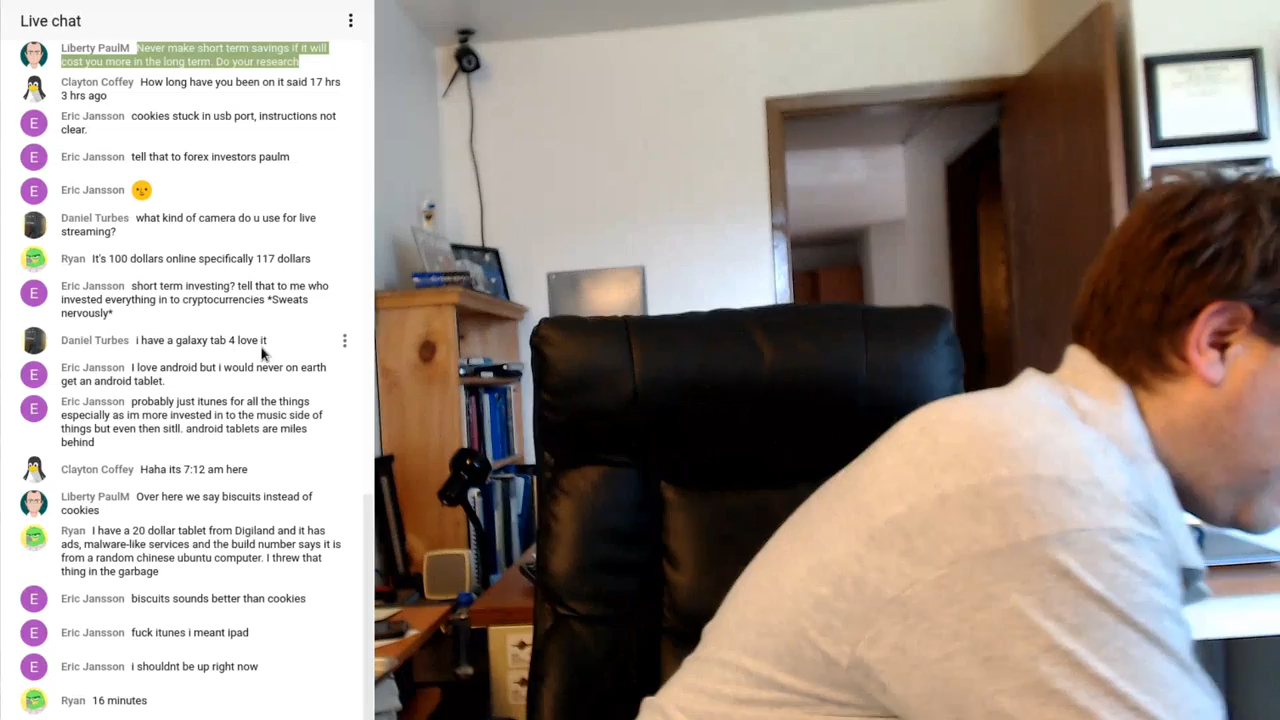 Live chat
Liberty PaulM Never make short term savings if it will
cost you more in the long term. Do your research
Clayton Coffey How long have you been on it said 17 hrs
3 hrs ago
E Eric Jansson cookies stuck in usb port, instructions not
clear.
E Eric Jansson tell that to forex investors paulm
E Eric Jansson 🌝
Daniel Turbes what kind of camera do u use for live
streaming?
Ryan It's 100 dollars online specifically 117 dollars
E Eric Jansson short term investing? tell that to me who
invested everything in to cryptocurrencies *Sweats
nervously*
Daniel Turbes i have a galaxy tab 4 love it
E Eric Jansson I love android but i would never on earth
get an android tablet.
E Eric Jansson probably just itunes for all the things
especially as im more invested in to the music side of
things but even then sitll. android tablets are miles
behind
Clayton Coffey Haha its 7:12 am here
Liberty PaulM Over here we say biscuits instead of
cookies
Ryan I have a 20 dollar tablet from Digiland and it has
ads, malware-like services and the build number says it is
from a random chinese ubuntu computer. I threw that
thing in the garbage
E Eric Jansson biscuits sounds better than cookies
E Eric Jansson fuck itunes i meant ipad
E Eric Jansson i shouldnt be up right now
Ryan 16 minutes